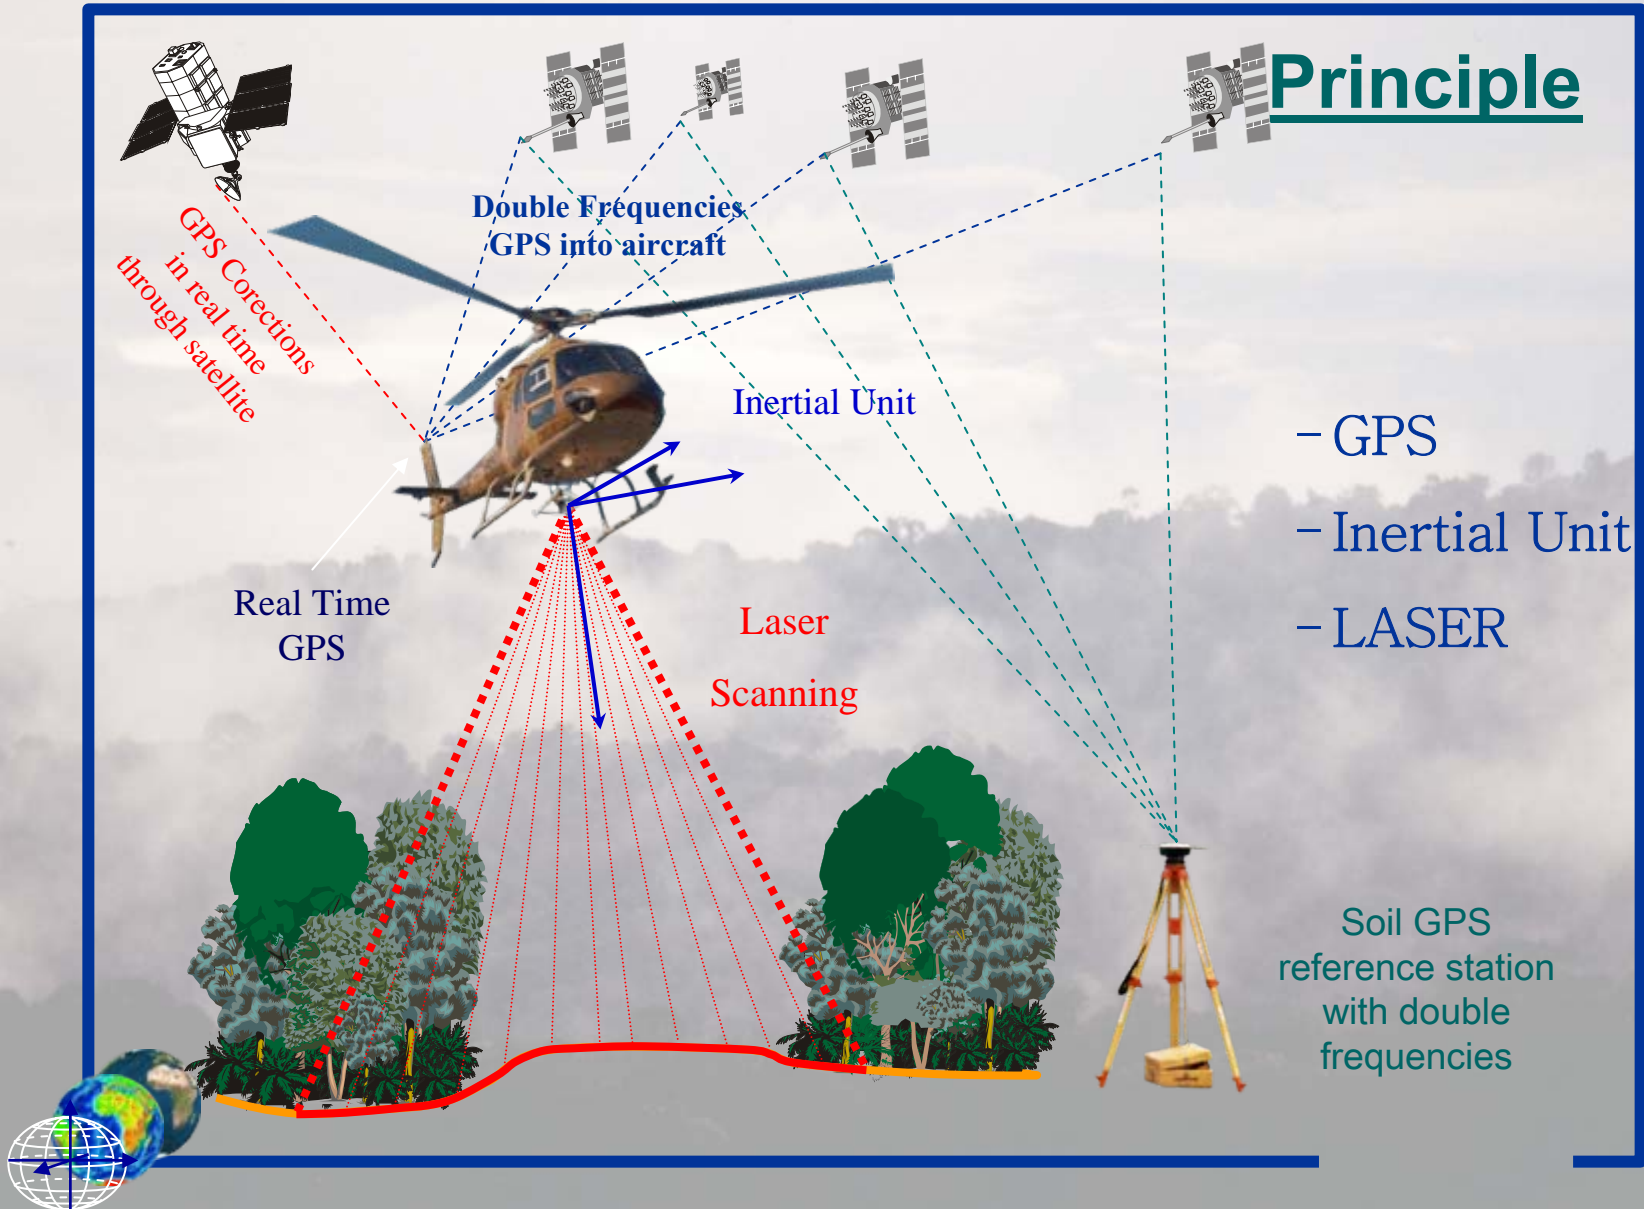 Principle
Double Frequencies
GPS into aircraft
GPS Corections
in real time
through satellite
Inertial Unit
- GPS
- Inertial Unit
- LASER
Real Time
GPS
Laser
Scanning
Soil GPS
reference station
with double
frequencies